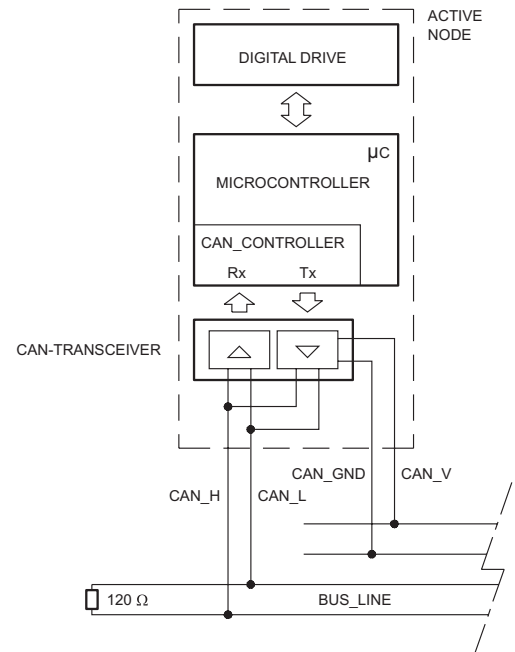 ACTIVE
NODE
DIGITAL DRIVE
µC
MICROCONTROLLER
CAN_CONTROLLER
Rx Tx
CAN-TRANSCEIVER
CAN_GND CAN_V
CAN_H CAN_L
120 Ω BUS_LINE